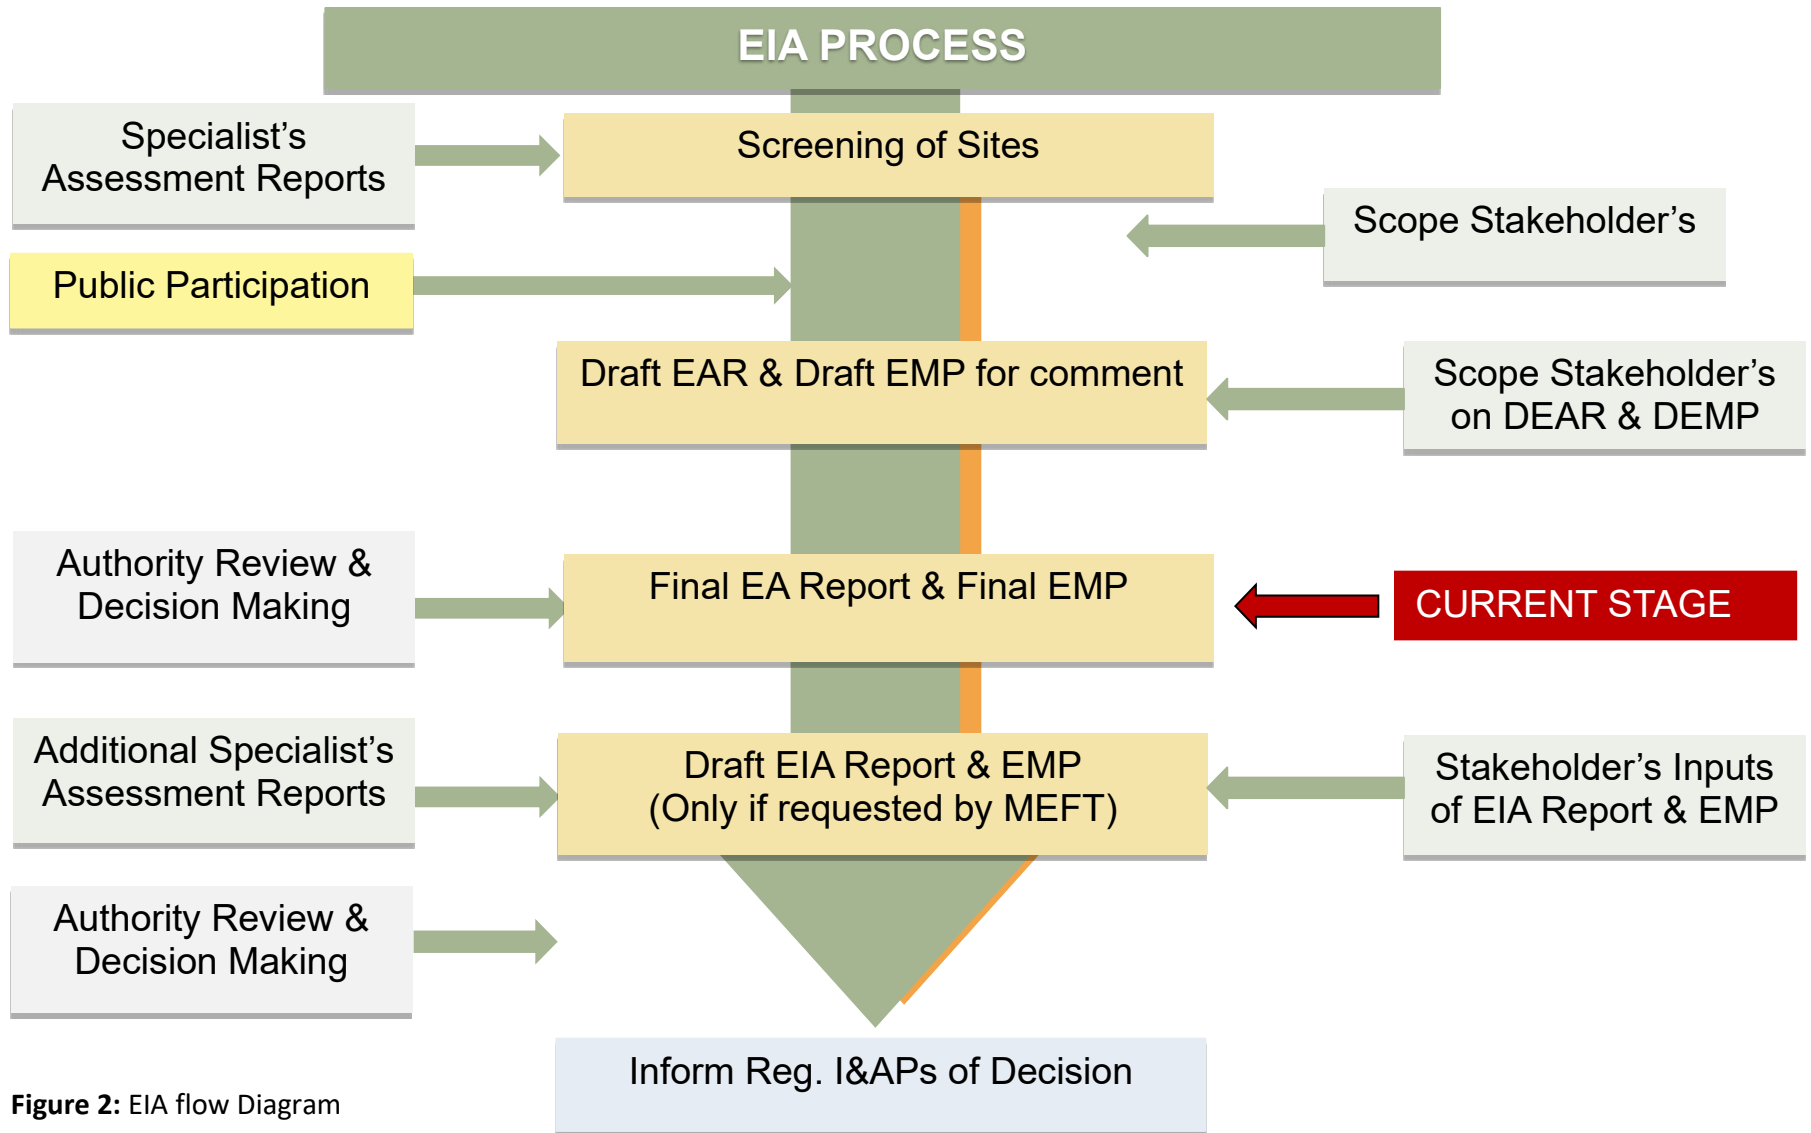 EIA PROCESS
Specialist’s
Assessment Reports
Screening of Sites
Scope Stakeholder’s
Public Participation
Draft EAR & Draft EMP for comment
Scope Stakeholder’s
on DEAR & DEMP
Authority Review &
Decision Making
Final EA Report & Final EMP
CURRENT STAGE
Additional Specialist’s
Assessment Reports
Draft EIA Report & EMP
(Only if requested by MEFT)
Stakeholder’s Inputs
of EIA Report & EMP
Authority Review &
Decision Making
Inform Reg. I&APs of Decision
Figure 2: EIA flow Diagram